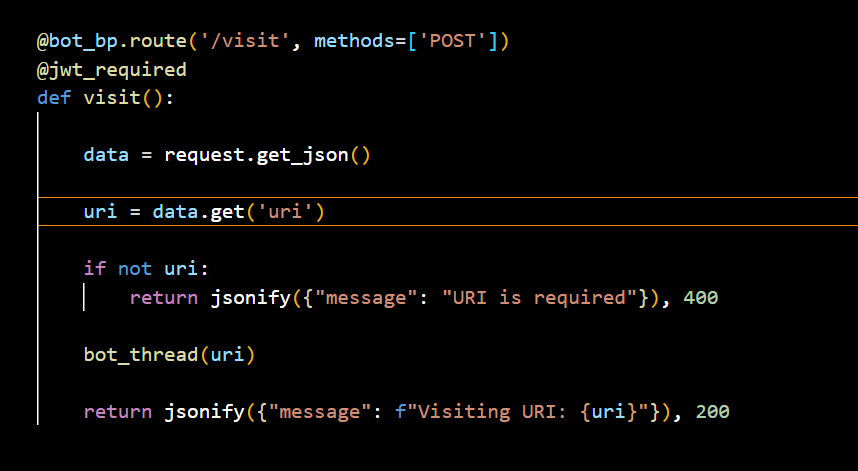 @bot_bp.route('/visit', methods=['POST'])
@jwt_required
def visit():
    data = request.get_json()
    uri = data.get('uri')
    if not uri:
        return jsonify({"message": "URI is required"}), 400
    bot_thread(uri)
    return jsonify({"message": f"Visiting URI: {uri}"}), 200